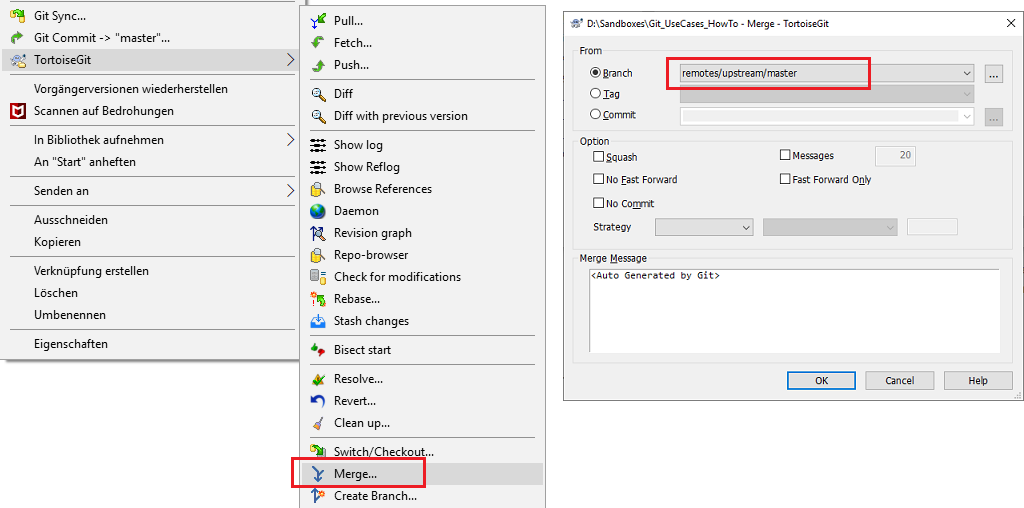 Git Sync...
Git Commit -> "master"...
TortoiseGit
Vorgängerversionen wiederherstellen
Scannen auf Bedrohungen
In Bibliothek aufnehmen
An "Start" anheften
Senden an
Ausschneiden
Kopieren
Verknüpfung erstellen
Löschen
Umbenennen
Eigenschaften
Pull...
Fetch...
Push...
Diff
Diff with previous version
Show log
Show Reflog
Browse References
Daemon
Revision graph
Repo-browser
Check for modifications
Rebase...
Stash changes
Bisect start
Resolve...
Revert...
Clean up...
Switch/Checkout...
Merge...
Create Branch...
D:\Sandboxes\Git_UseCases_HowTo - Merge - TortoiseGit
From
Branch remotes/upstream/master ...
Tag
Commit ...
Option
Squash Messages 20
No Fast Forward Fast Forward Only
No Commit
Strategy
Merge Message
<Auto Generated by Git>
OK Cancel Help